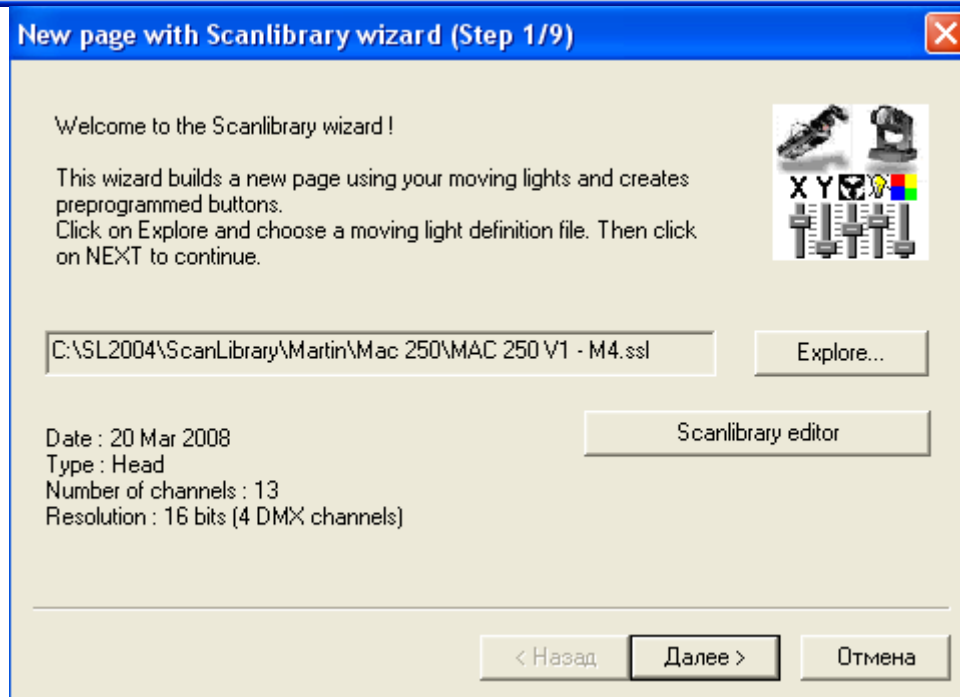 New page with Scanlibrary wizard (Step 1/9)
Welcome to the Scanlibrary wizard !
This wizard builds a new page using your moving lights and creates
preprogrammed buttons.
Click on Explore and choose a moving light definition file. Then click
on NEXT to continue.
X Y
C:\SL2004\ScanLibrary\Martin\Mac 250\MAC 250 V1 - M4.ssl
Explore...
Scanlibrary editor
Date : 20 Mar 2008
Type : Head
Number of channels : 13
Resolution : 16 bits (4 DMX channels)
< Назад
Далее >
Отмена